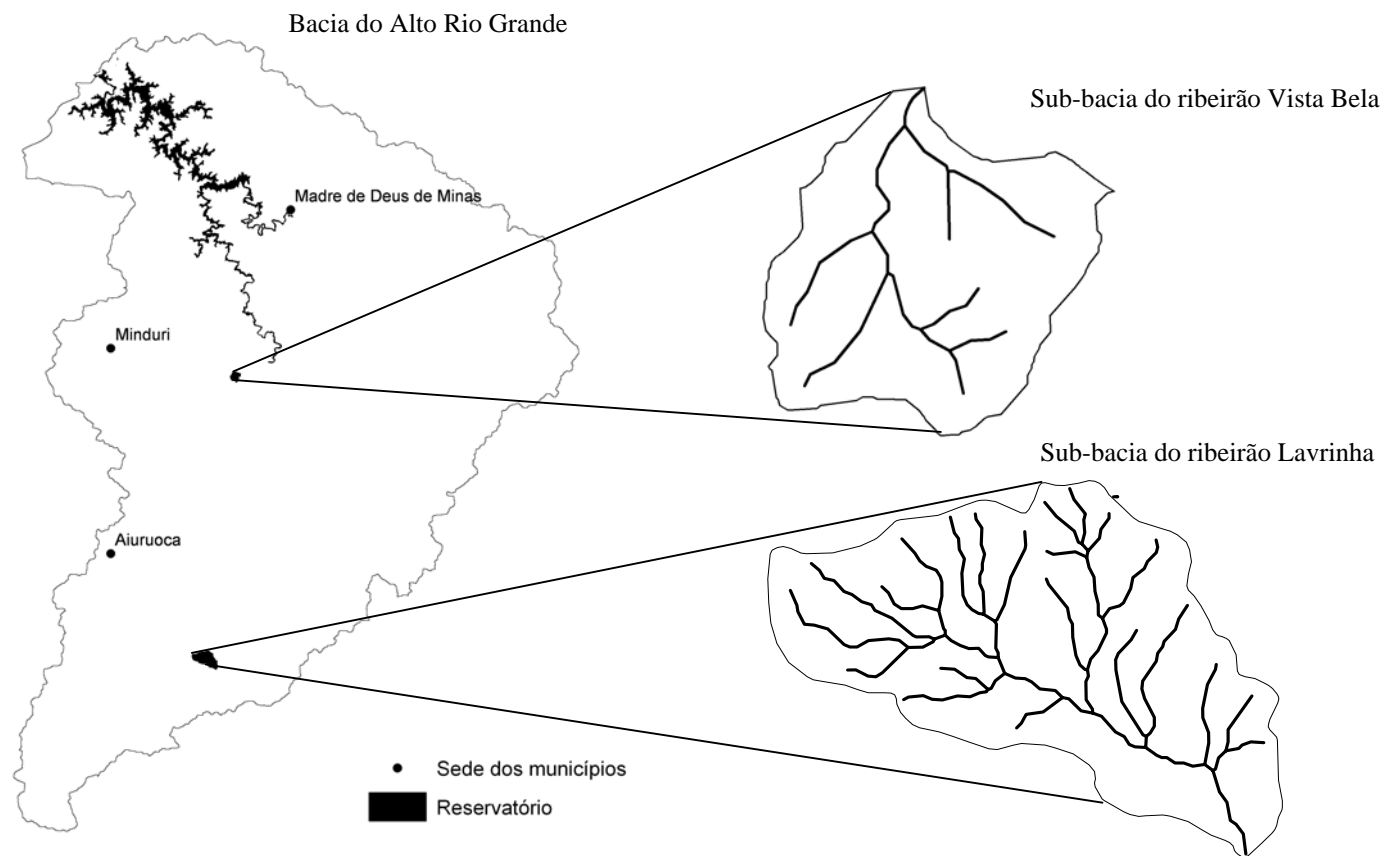 Bacia do Alto Rio Grande
Sub-bacia do ribeirão Vista Bela
Madre de Deus de Minas
Minduri
Sub-bacia do ribeirão Lavrinha
Aiuruoca
Sede dos municípios
Reservatório